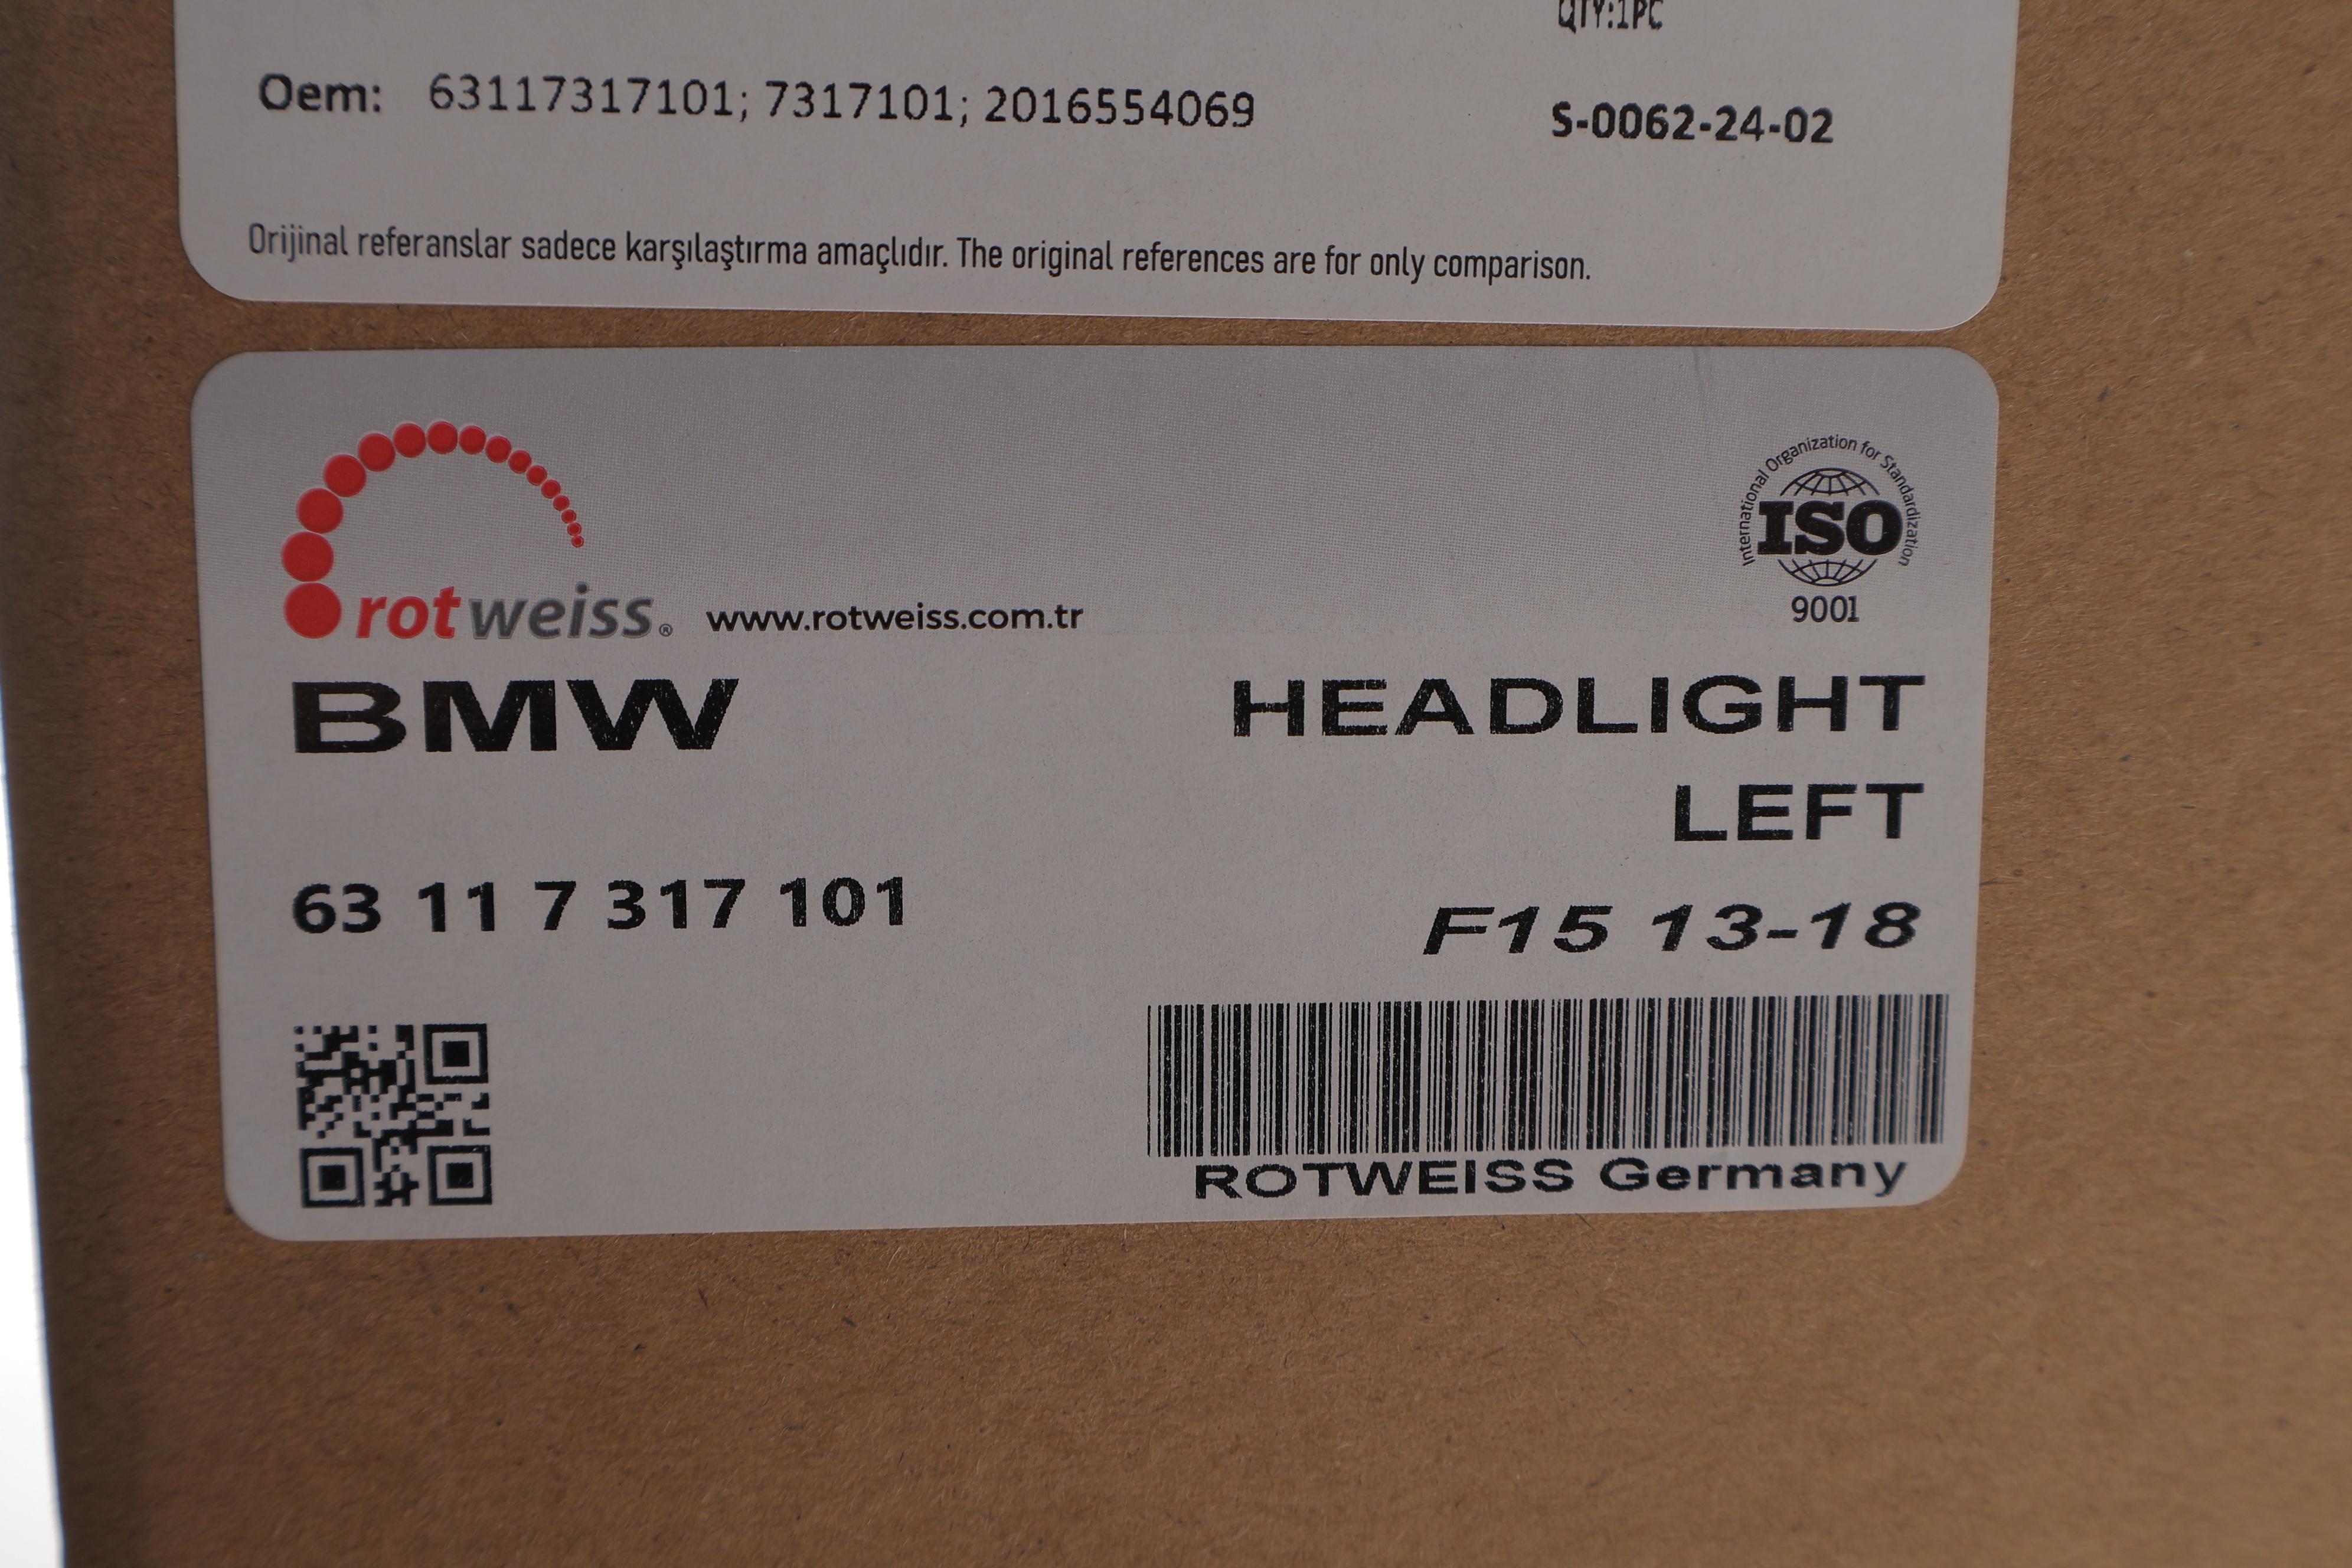 QTY:1PC
Oem: 63117317101; 7317101; 2016554069
S-0062-24-02
Orijinal referanslar sadece karşılaştırma amaçlıdır. The original references are for only comparison.
rotweiss® www.rotweiss.com.tr
International Organization for Standardization
ISO
9001
BMW
HEADLIGHT
LEFT
63 11 7 317 101
F15 13-18
ROTWEISS Germany